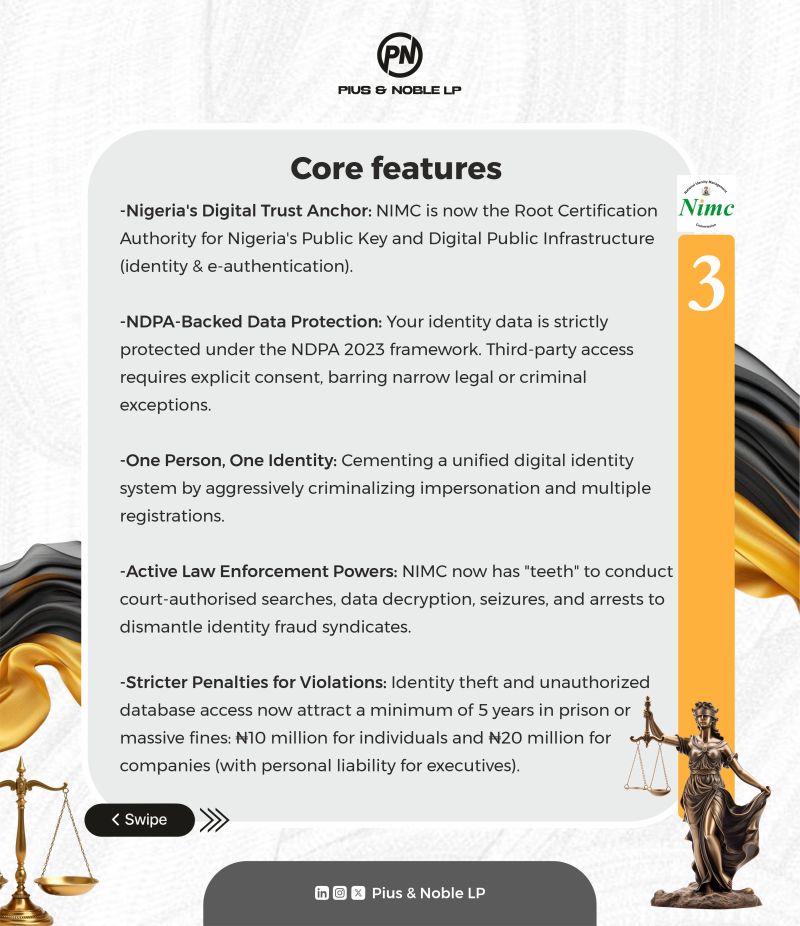 PN
PIUS & NOBLE LP
Core features
-Nigeria's Digital Trust Anchor: NIMC is now the Root Certification
Authority for Nigeria's Public Key and Digital Public Infrastructure
(identity & e-authentication).
-NDPA-Backed Data Protection: Your identity data is strictly
protected under the NDPA 2023 framework. Third-party access
requires explicit consent, barring narrow legal or criminal
exceptions.
-One Person, One Identity: Cementing a unified digital identity
system by aggressively criminalizing impersonation and multiple
registrations.
-Active Law Enforcement Powers: NIMC now has "teeth" to conduct
court-authorised searches, data decryption, seizures, and arrests to
dismantle identity fraud syndicates.
-Stricter Penalties for Violations: Identity theft and unauthorized
database access now attract a minimum of 5 years in prison or
massive fines: ₦10 million for individuals and ₦20 million for
companies (with personal liability for executives).
National Identity Management
Nimc
Commission
3
Swipe
in X Pius & Noble LP